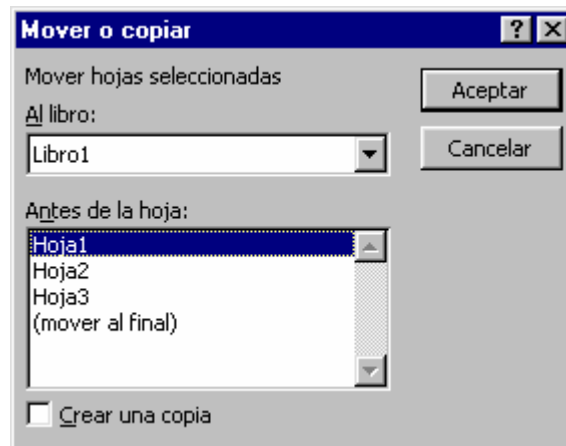 Mover o copiar
Mover hojas seleccionadas
Al libro:
Libro1
Antes de la hoja:
Hoja1
Hoja2
Hoja3
(mover al final)
Crear una copia
Aceptar
Cancelar